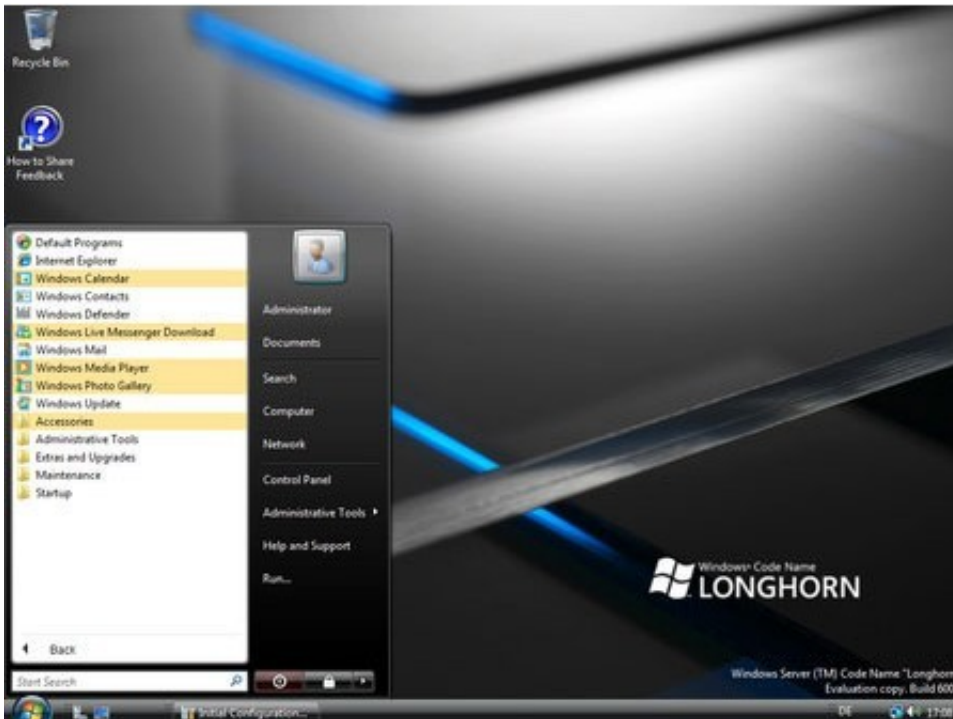 Recycle Bin
How to Share
Feedback
Default Programs
Internet Explorer
Windows Calendar
Windows Contacts
Windows Defender
Windows Live Messenger Download
Windows Mail
Windows Media Player
Windows Photo Gallery
Windows Update
Accessories
Administrative Tools
Extras and Upgrades
Maintenance
Startup
Back
Start Search
Administrator
Documents
Search
Computer
Network
Control Panel
Administrative Tools
Help and Support
Run...
Windows® Code Name
LONGHORN
Windows Server (TM) Code Name "Longhorn
Evaluation copy. Build 600
Initial Configuration...
DE
17:08